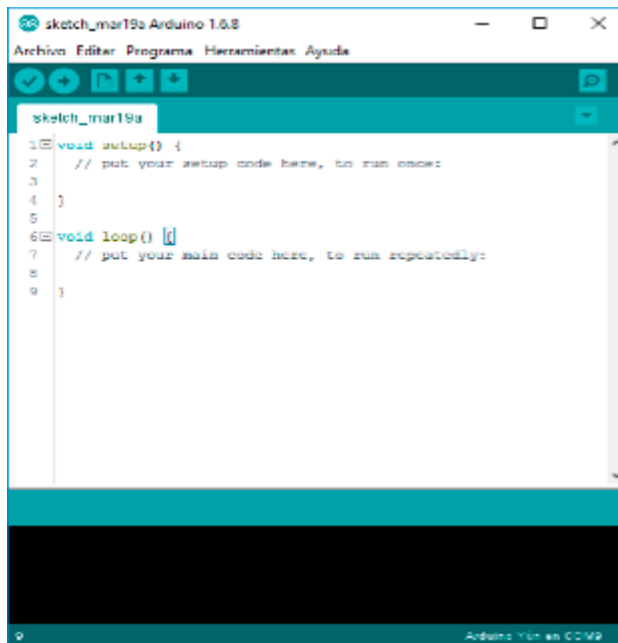 sketch_mar19a Arduino 1.6.8
Archivo Editar Programa Herramientas Ayuda
sketch_mar19a
1 void setup() {
2 // put your setup code here, to run once:
3
4 }
5
6 void loop() {
7 // put your main code here, to run repeatedly:
8
9 }
9 Arduino Yún en COM9